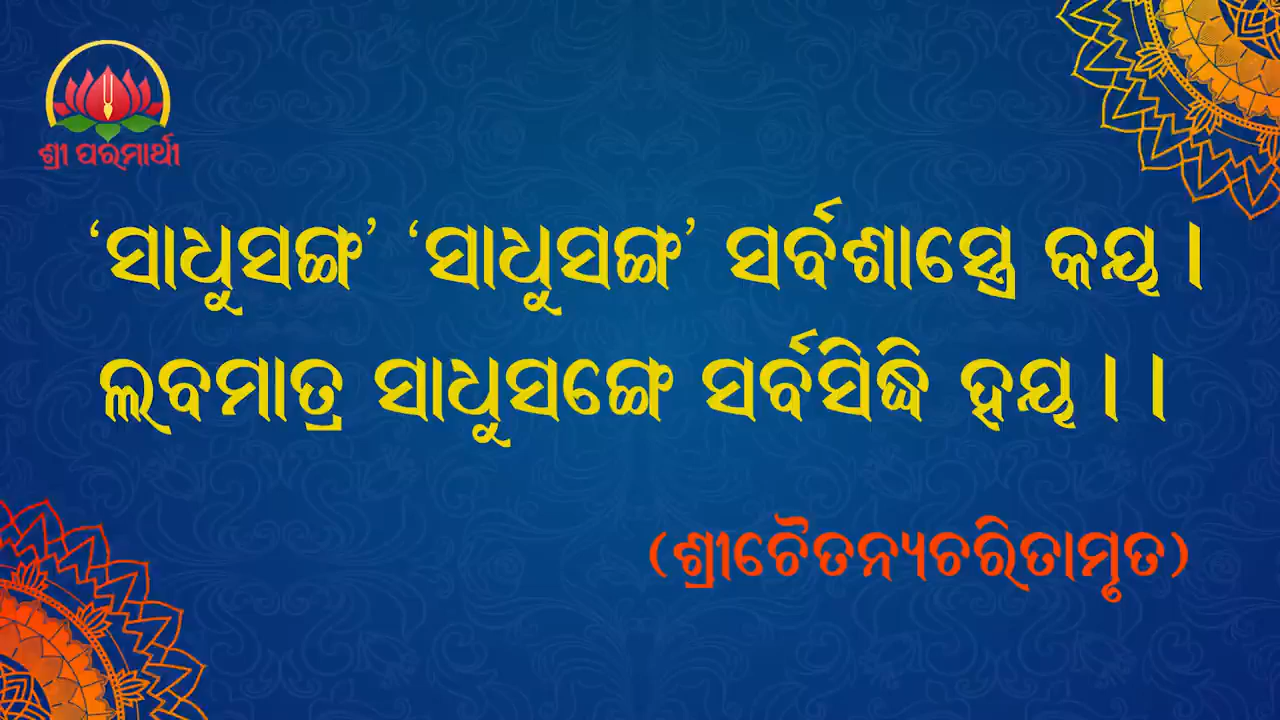 ଶ୍ରୀ ପରମାର୍ଥୀ
‘ସାଧୁସଙ୍ଗ’ ‘ସାଧୁସଙ୍ଗ’ ସର୍ବଶାସ୍ତ୍ରେ କୟ।
ଲବମାତ୍ର ସାଧୁସଙ୍ଗେ ସର୍ବସିଦ୍ଧି ହୟ।।
(ଶ୍ରୀଚୈତନ୍ୟଚରିତାମୃତ)